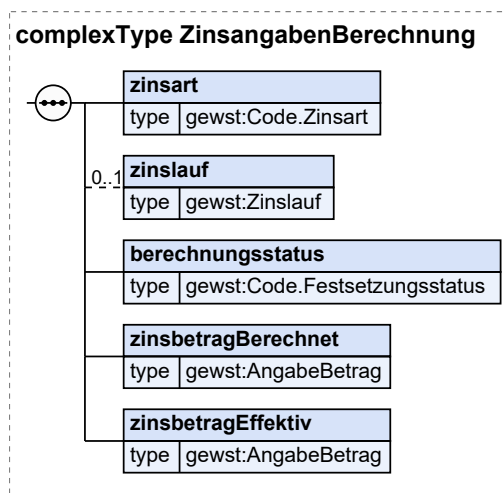 complexType ZinsangabenBerechnung
zinsart
type gewst:Code.Zinsart
0..1
zinslauf
type gewst:Zinslauf
berechnungsstatus
type gewst:Code.Festsetzungsstatus
zinsbetragBerechnet
type gewst:AngabeBetrag
zinsbetragEffektiv
type gewst:AngabeBetrag